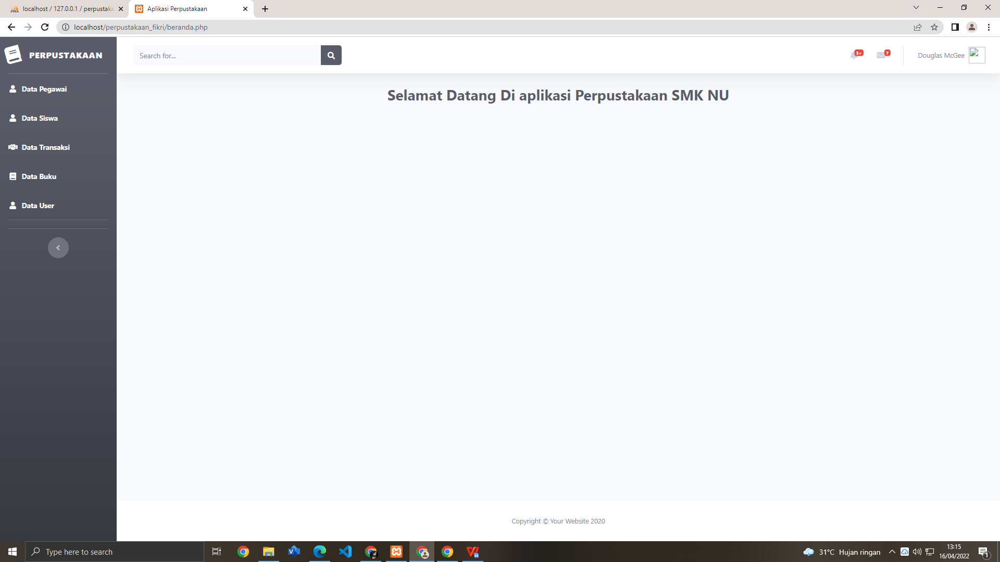 localhost / 127.0.0.1 / perpustaka
Aplikasi Perpustakaan
localhost/perpustakaan_fikri/beranda.php
PERPUSTAKAAN
Search for...
3+
7
Douglas McGee
Data Pegawai
Data Siswa
Data Transaksi
Data Buku
Data User
Selamat Datang Di aplikasi Perpustakaan SMK NU
Copyright © Your Website 2020
Type here to search
31°C Hujan ringan
13:15
16/04/2022
1